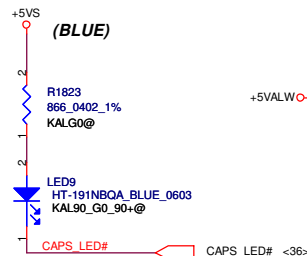 +5VS
(BLUE)
2
R1823
866_0402_1%
KALG0@
+5VALW
1
2
LED9
HT-191NBQA_BLUE_0603
KAL90_G0_90+@
1
CAPS_LED#
CAPS_LED# <36>